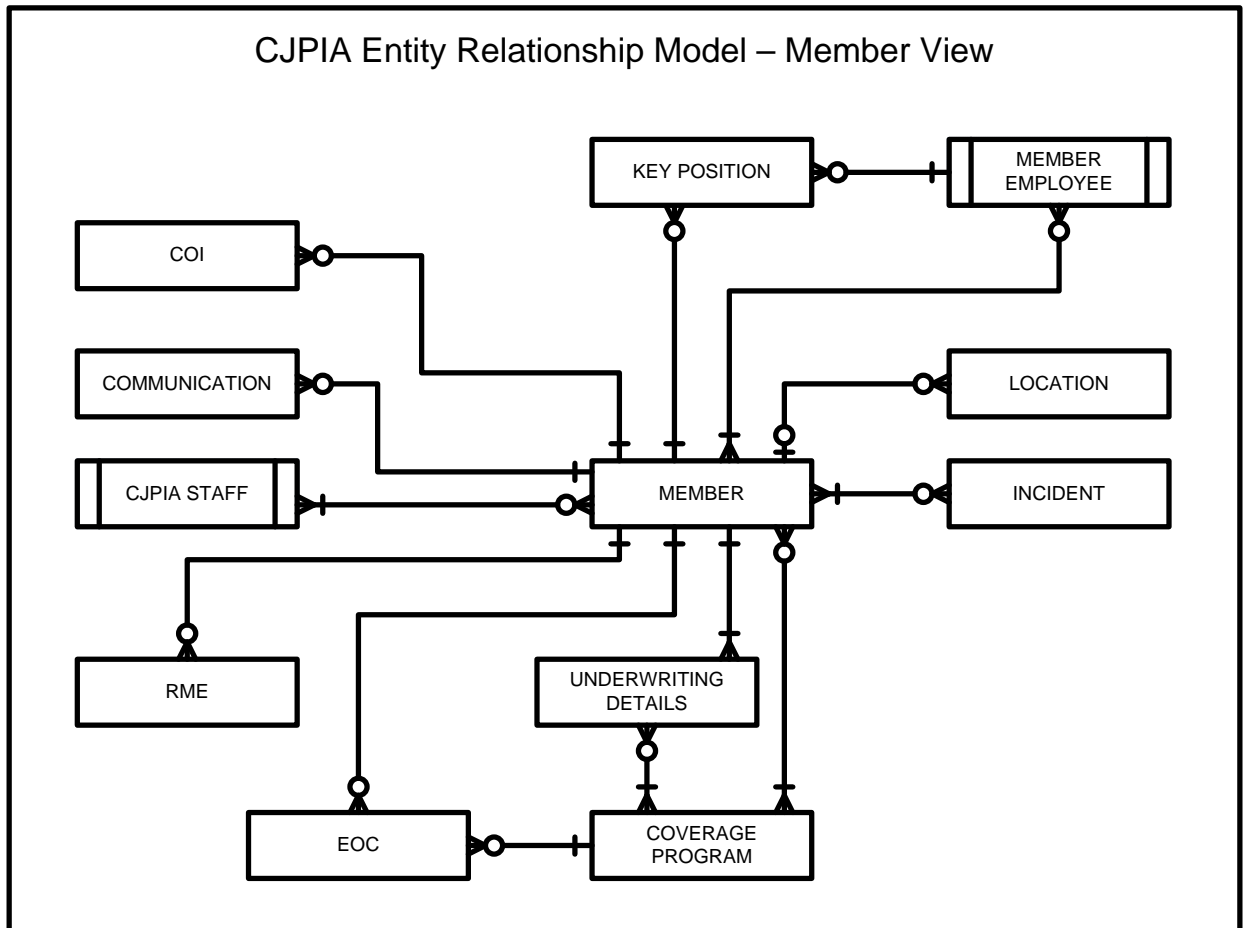 CJPIA Entity Relationship Model – Member View
KEY POSITION
MEMBER
EMPLOYEE
COI
COMMUNICATION
LOCATION
CJPIA STAFF
MEMBER
INCIDENT
RME
UNDERWRITING
DETAILS
EOC
COVERAGE
PROGRAM